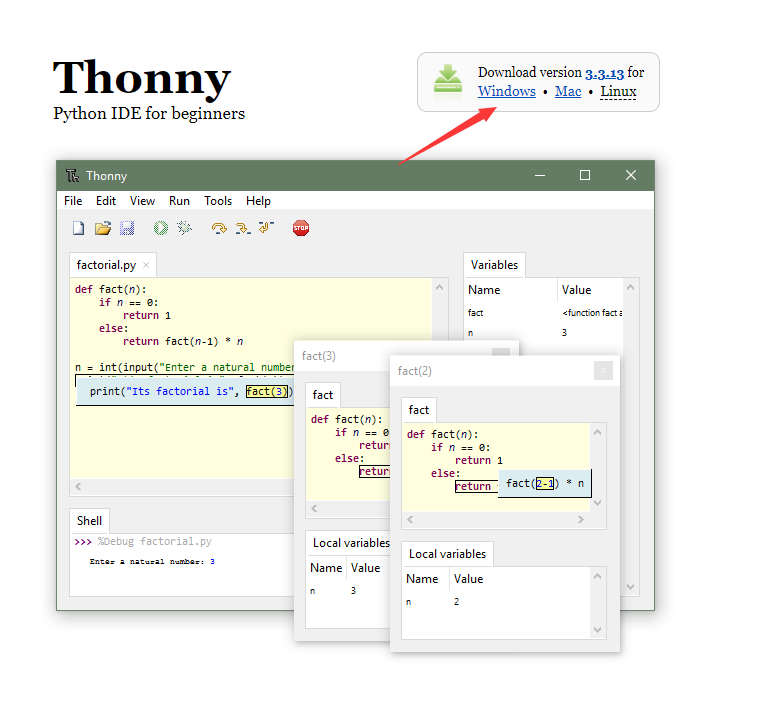 Thonny
Python IDE for beginners
Download version 3.3.13 for
Windows • Mac • Linux
Thonny
File Edit View Run Tools Help
STOP
factorial.py ×
def fact(n):
    if n == 0:
        return 1
    else:
        return fact(n-1) * n
n = int(input("Enter a natural number
print("Its factorial is", fact(3))
Shell
>>> %Debug factorial.py
Enter a natural number: 3
Variables
Name Value
fact <function fact a
n 3
fact(3)
fact
def fact(n):
    if n == 0
        retur
    else:
        retur
Local variables
Name Value
n 3
fact(2)
fact
def fact(n):
    if n == 0:
        return 1
    else:
        return fact(2-1) * n
Local variables
Name Value
n 2